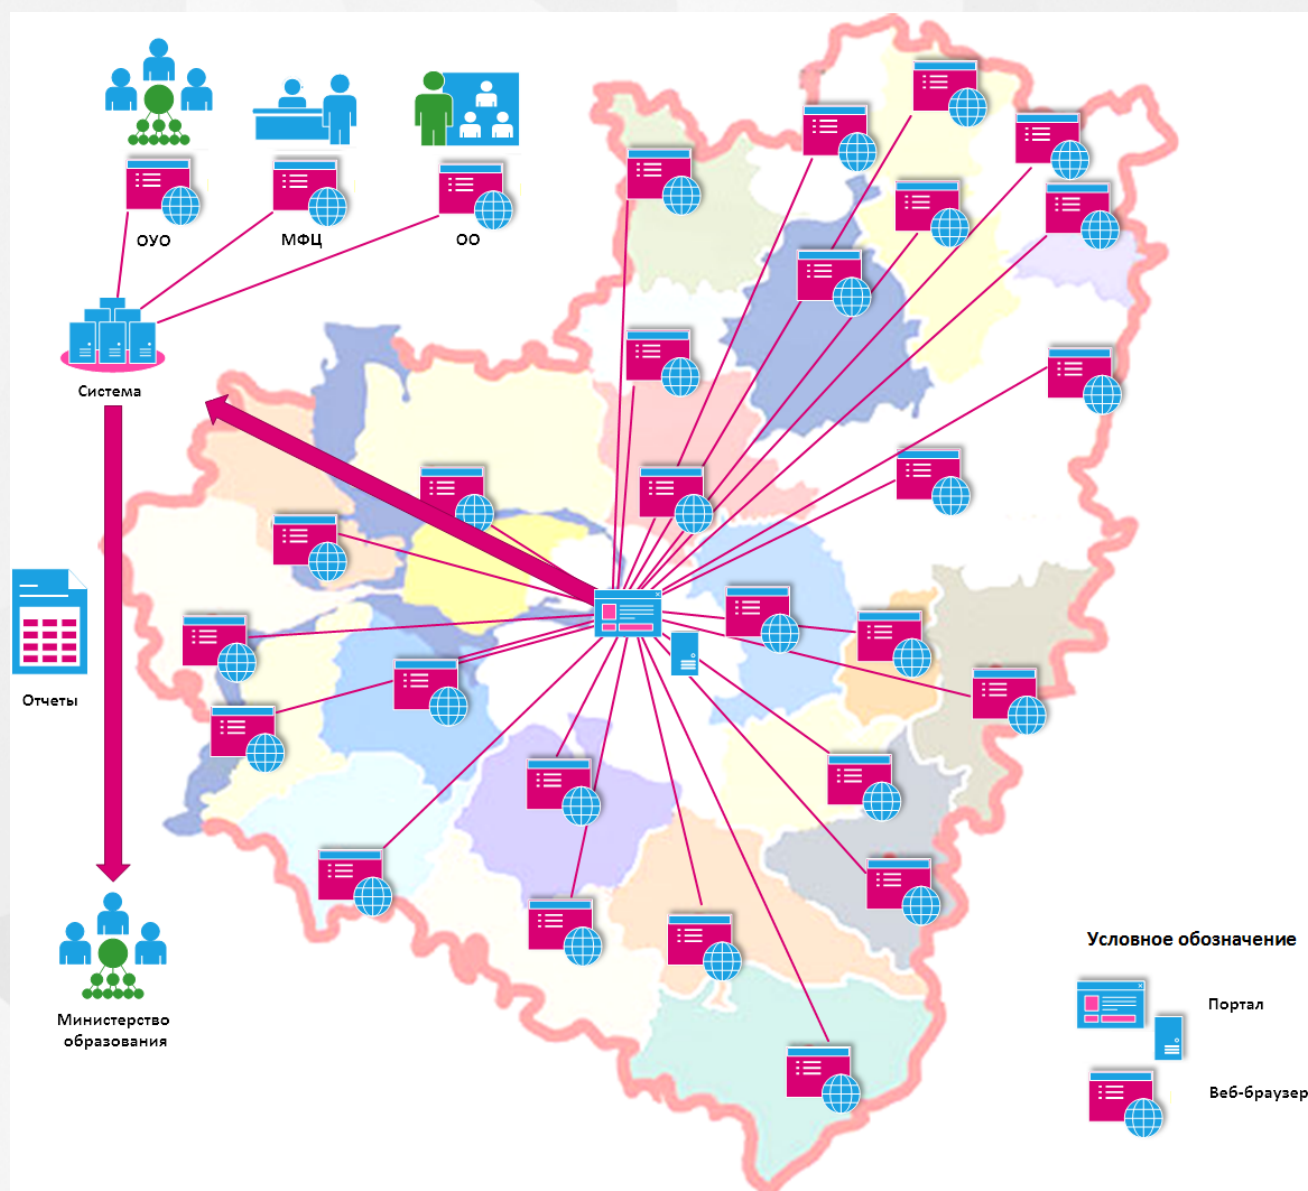 ОУО
МФЦ
ОО
Система
Отчеты
Министерство
образования
Условное обозначение
Портал
Веб-браузер